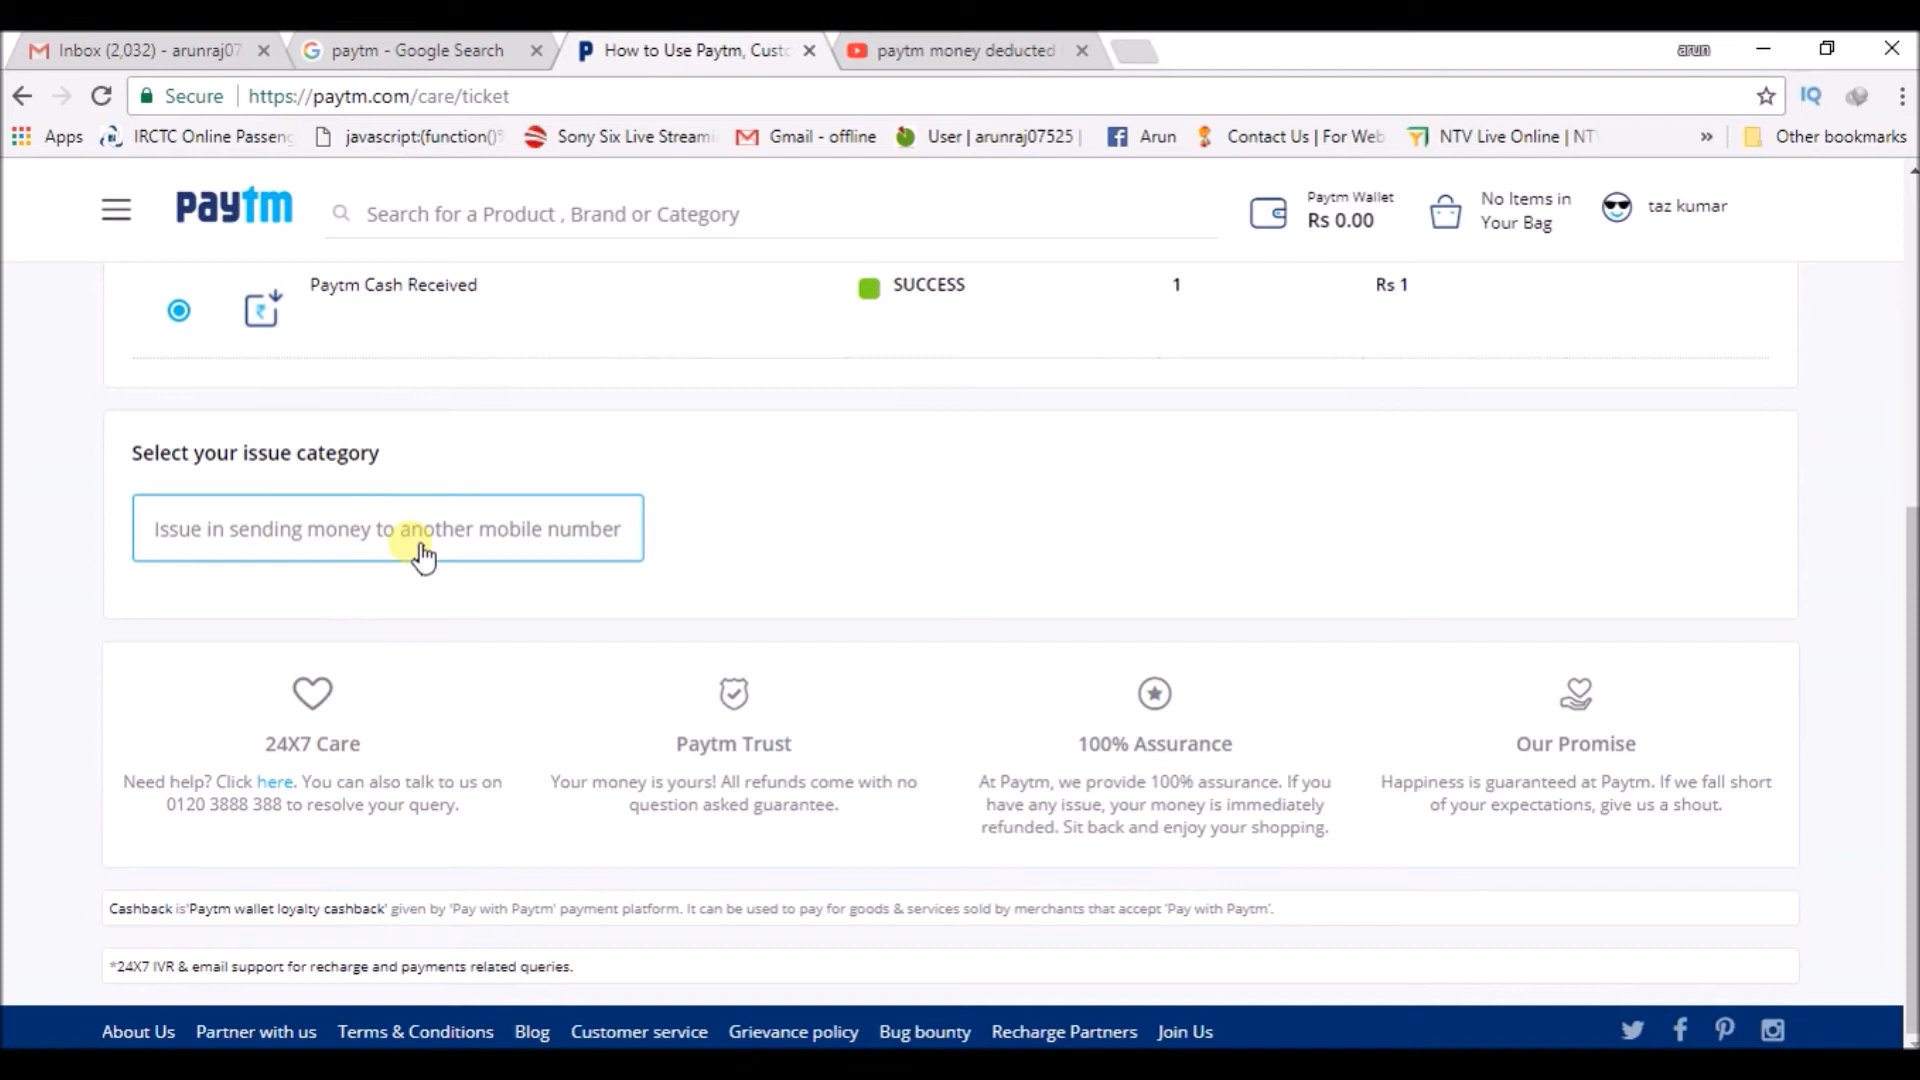 Inbox (2,032) - arunraj07
paytm - Google Search
How to Use Paytm, Custo
paytm money deducted
arun
Secure
https://paytm.com/care/ticket
IQ
Apps
IRCTC Online Passeng
javascript:(function()
Sony Six Live Streami
Gmail - offline
User | arunraj07525 |
Arun
Contact Us | For Web
NTV Live Online | NT
»
Other bookmarks
paytm
Search for a Product , Brand or Category
Paytm Wallet
Rs 0.00
No Items in
Your Bag
taz kumar
Paytm Cash Received
SUCCESS
1
Rs 1
Select your issue category
Issue in sending money to another mobile number
24X7 Care
Need help? Click here. You can also talk to us on
0120 3888 388 to resolve your query.
Paytm Trust
Your money is yours! All refunds come with no
question asked guarantee.
100% Assurance
At Paytm, we provide 100% assurance. If you
have any issue, your money is immediately
refunded. Sit back and enjoy your shopping.
Our Promise
Happiness is guaranteed at Paytm. If we fall short
of your expectations, give us a shout.
Cashback is'Paytm wallet loyalty cashback' given by 'Pay with Paytm' payment platform. It can be used to pay for goods & services sold by merchants that accept 'Pay with Paytm'.
*24X7 IVR & email support for recharge and payments related queries.
About Us
Partner with us
Terms & Conditions
Blog
Customer service
Grievance policy
Bug bounty
Recharge Partners
Join Us